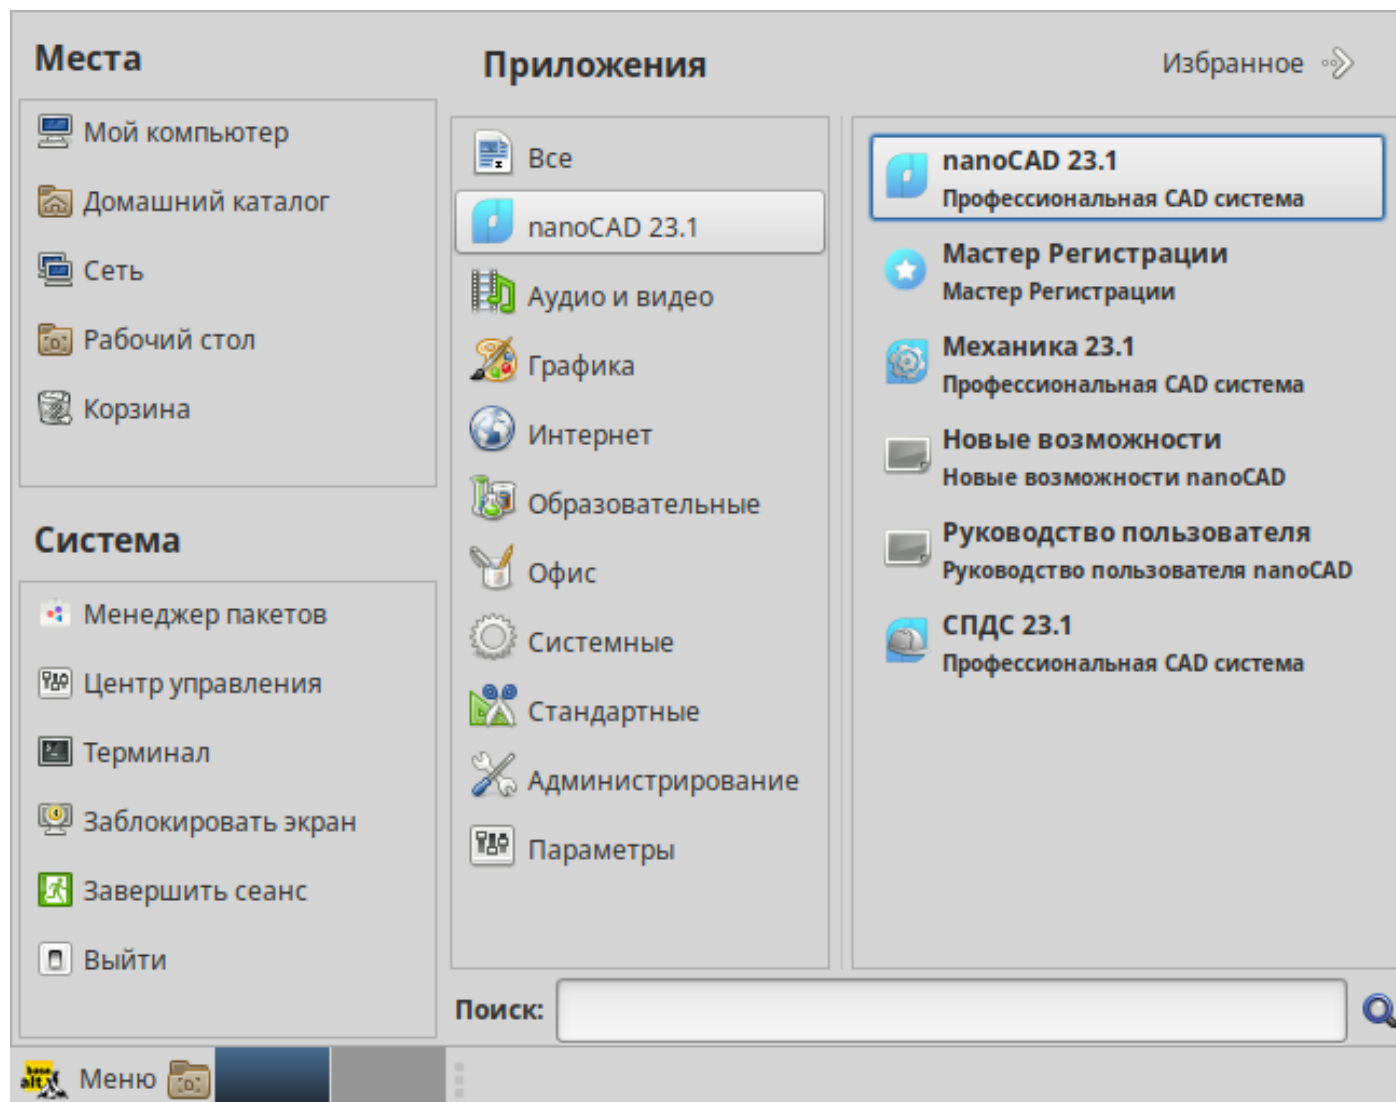 Места
Мой компьютер
Домашний каталог
Сеть
Рабочий стол
Корзина
Система
Менеджер пакетов
Центр управления
Терминал
Заблокировать экран
Завершить сеанс
Выйти
Приложения
Избранное
Все
nanoCAD 23.1
Аудио и видео
Графика
Интернет
Образовательные
Офис
Системные
Стандартные
Администрирование
Параметры
nanoCAD 23.1
Профессиональная CAD система
Мастер Регистрации
Мастер Регистрации
Механика 23.1
Профессиональная CAD система
Новые возможности
Новые возможности nanoCAD
Руководство пользователя
Руководство пользователя nanoCAD
СПДС 23.1
Профессиональная CAD система
Поиск:
base
alt
Меню